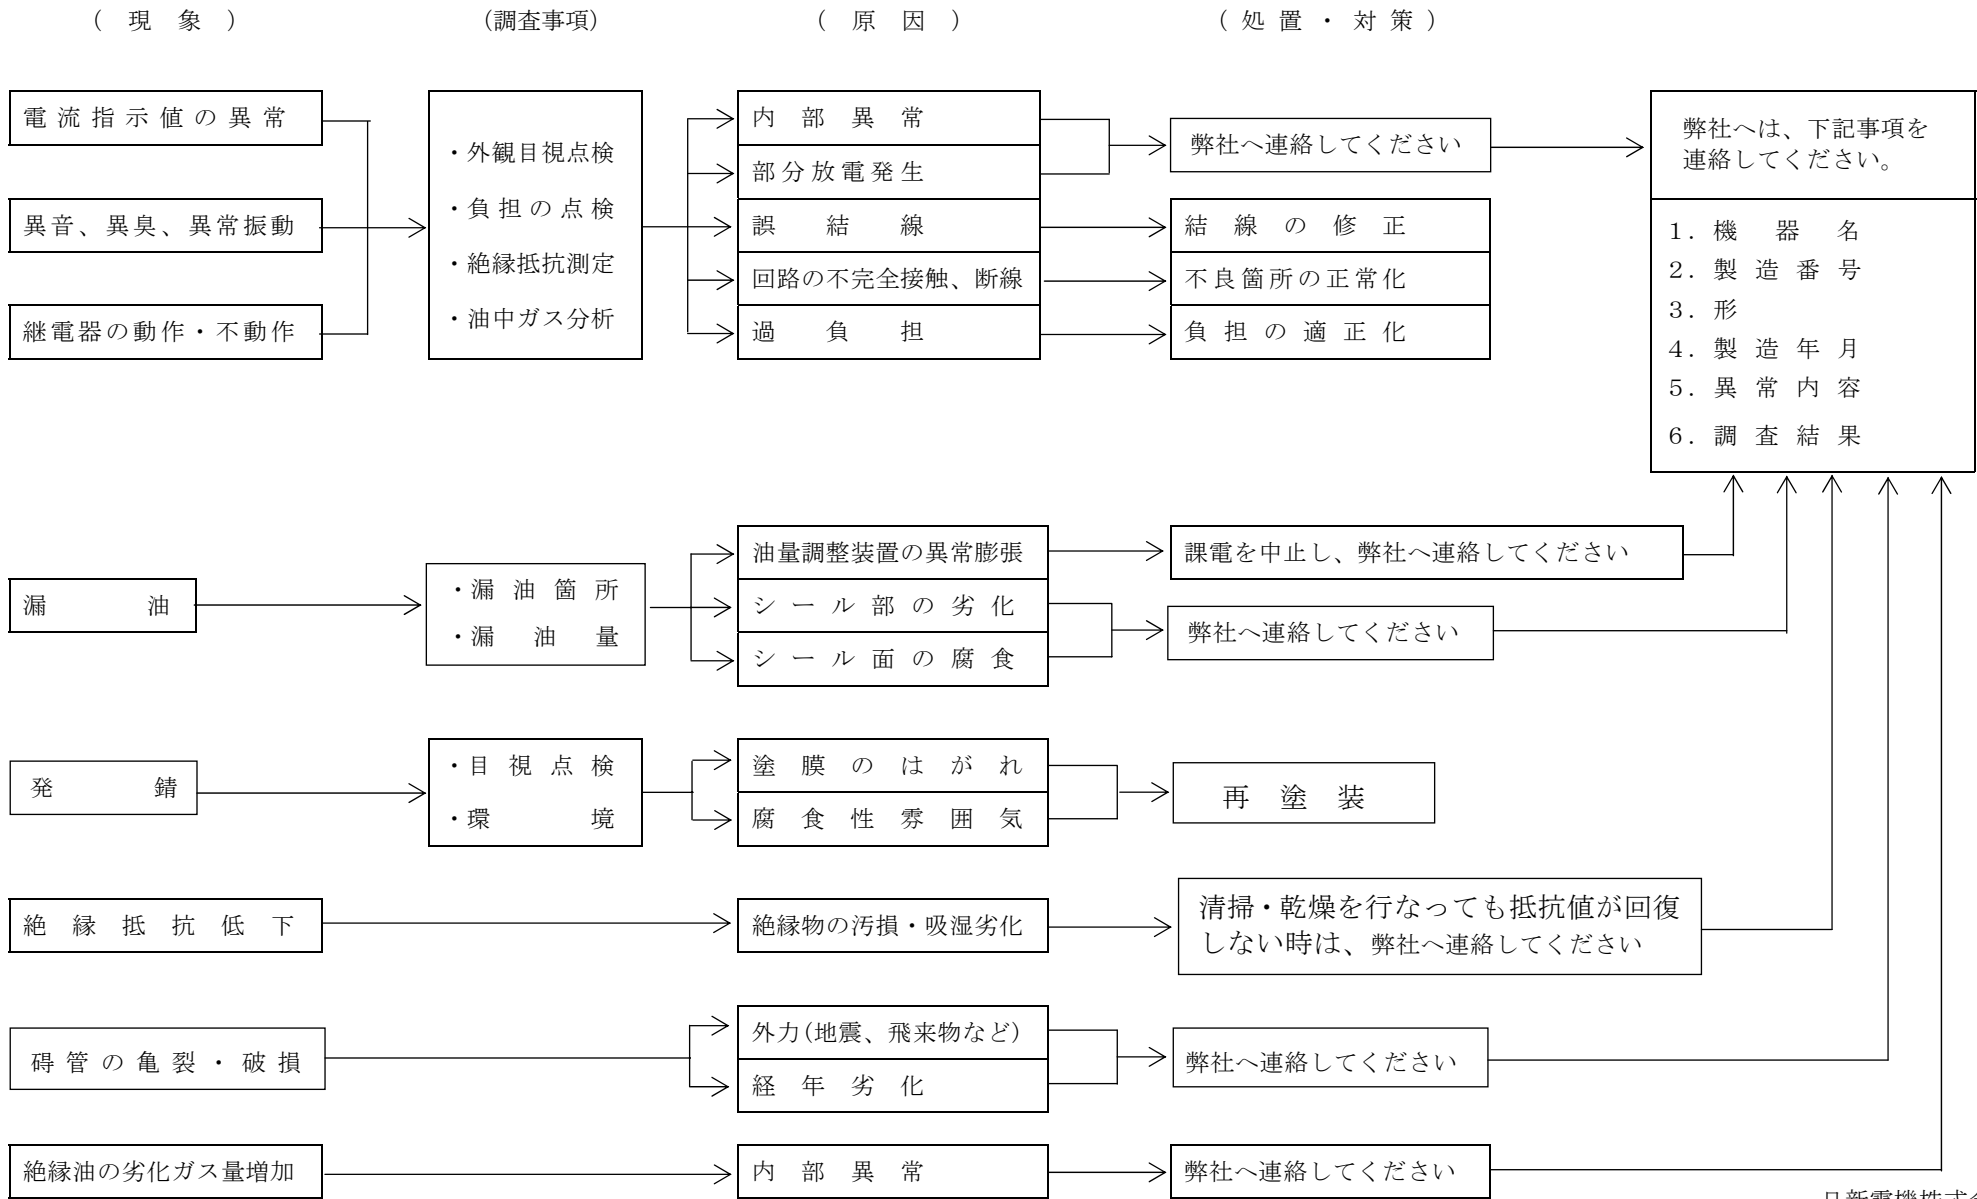 （現象）
(調査事項)
（原因）
（処置・対策）
電流指示値の異常
異音、異臭、異常振動
継電器の動作・不動作
・外観目視点検
・負担の点検
・絶縁抵抗測定
・油中ガス分析
内部異常
部分放電発生
誤結線
回路の不完全接触、断線
過負担
弊社へ連絡してください
結線の修正
不良箇所の正常化
負担の適正化
弊社へは、下記事項を
連絡してください。
1．機器名
2．製造番号
3．形
4．製造年月
5．異常内容
6．調査結果
漏油
・漏油箇所
・漏油量
油量調整装置の異常膨張
シール部の劣化
シール面の腐食
課電を中止し、弊社へ連絡してください
弊社へ連絡してください
発錆
・目視点検
・環境
塗膜のはがれ
腐食性雰囲気
再塗装
絶縁抵抗低下
絶縁物の汚損・吸湿劣化
清掃・乾燥を行なっても抵抗値が回復
しない時は、弊社へ連絡してください
碍管の亀裂・破損
外力(地震、飛来物など)
経年劣化
弊社へ連絡してください
絶縁油の劣化ガス量増加
内部異常
弊社へ連絡してください